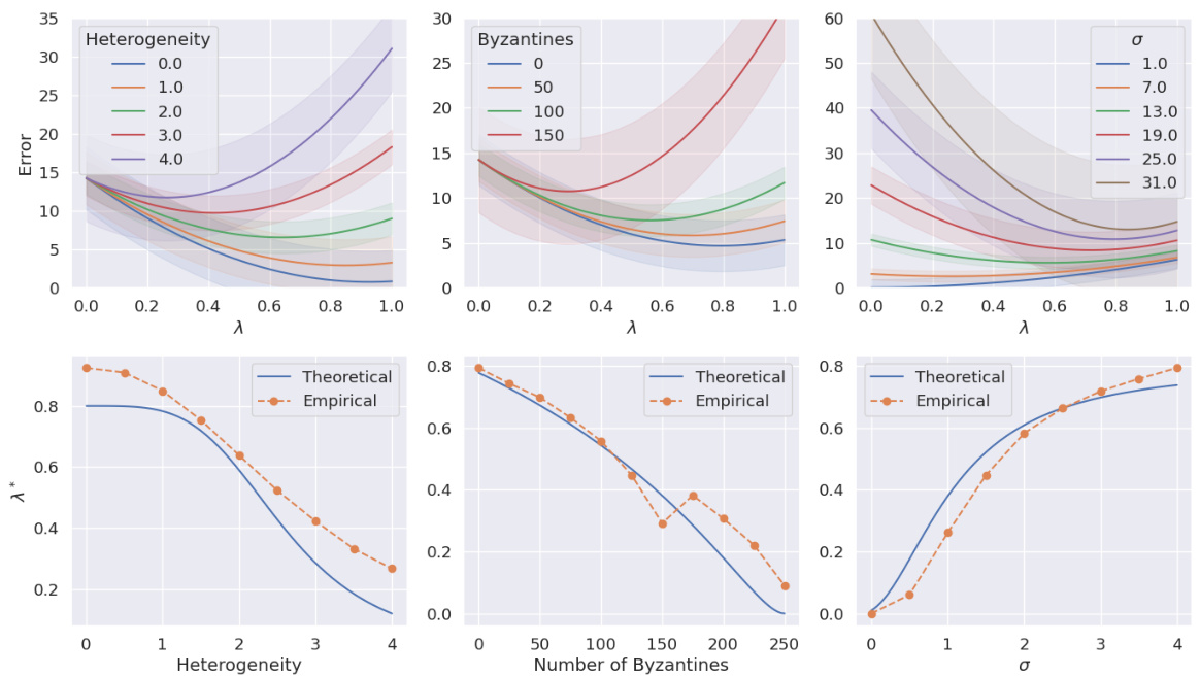 35
30
25
20
15
10
5
0
Error
Heterogeneity
0.0
1.0
2.0
3.0
4.0
0.0 0.2 0.4 0.6 0.8 1.0
λ
30
25
20
15
10
5
0
Byzantines
0
50
100
150
0.0 0.2 0.4 0.6 0.8 1.0
λ
60
50
40
30
20
10
0
σ
1.0
7.0
13.0
19.0
25.0
31.0
0.0 0.2 0.4 0.6 0.8 1.0
λ
0.8
0.6
0.4
0.2
λ*
Theoretical
Empirical
0 1 2 3 4
Heterogeneity
0.8
0.6
0.4
0.2
0.0
Theoretical
Empirical
0 50 100 150 200 250
Number of Byzantines
0.8
0.6
0.4
0.2
0.0
Theoretical
Empirical
0 1 2 3 4
σ